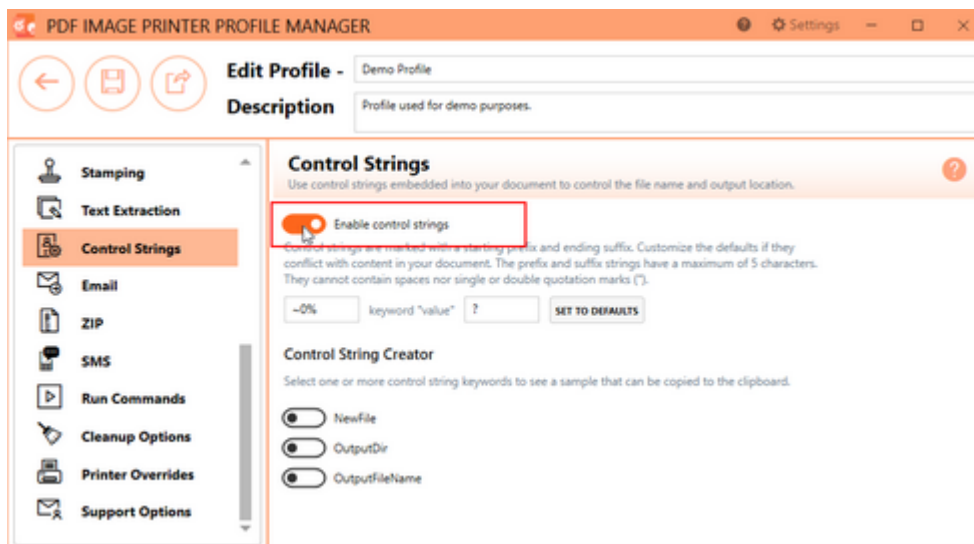 PDF IMAGE PRINTER PROFILE MANAGER
Settings
Edit Profile - Demo Profile
Description Profile used for demo purposes.
Stamping
Text Extraction
Control Strings
Email
ZIP
SMS
Run Commands
Cleanup Options
Printer Overrides
Support Options
Control Strings
Use control strings embedded into your document to control the file name and output location.
Enable control strings
Control strings are marked with a starting prefix and ending suffix. Customize the defaults if they
conflict with content in your document. The prefix and suffix strings have a maximum of 5 characters.
They cannot contain spaces nor single or double quotation marks (").
~0% keyword "value" ? SET TO DEFAULTS
Control String Creator
Select one or more control string keywords to see a sample that can be copied to the clipboard.
NewFile
OutputDir
OutputFileName